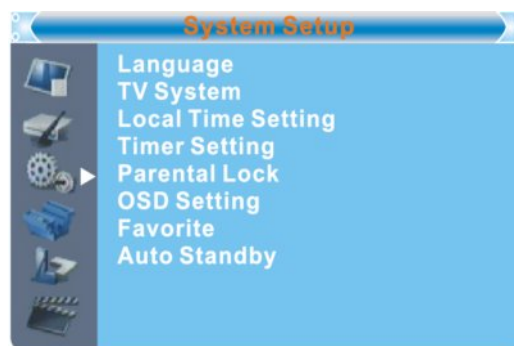 System Setup
Language
TV System
Local Time Setting
Timer Setting
Parental Lock
OSD Setting
Favorite
Auto Standby